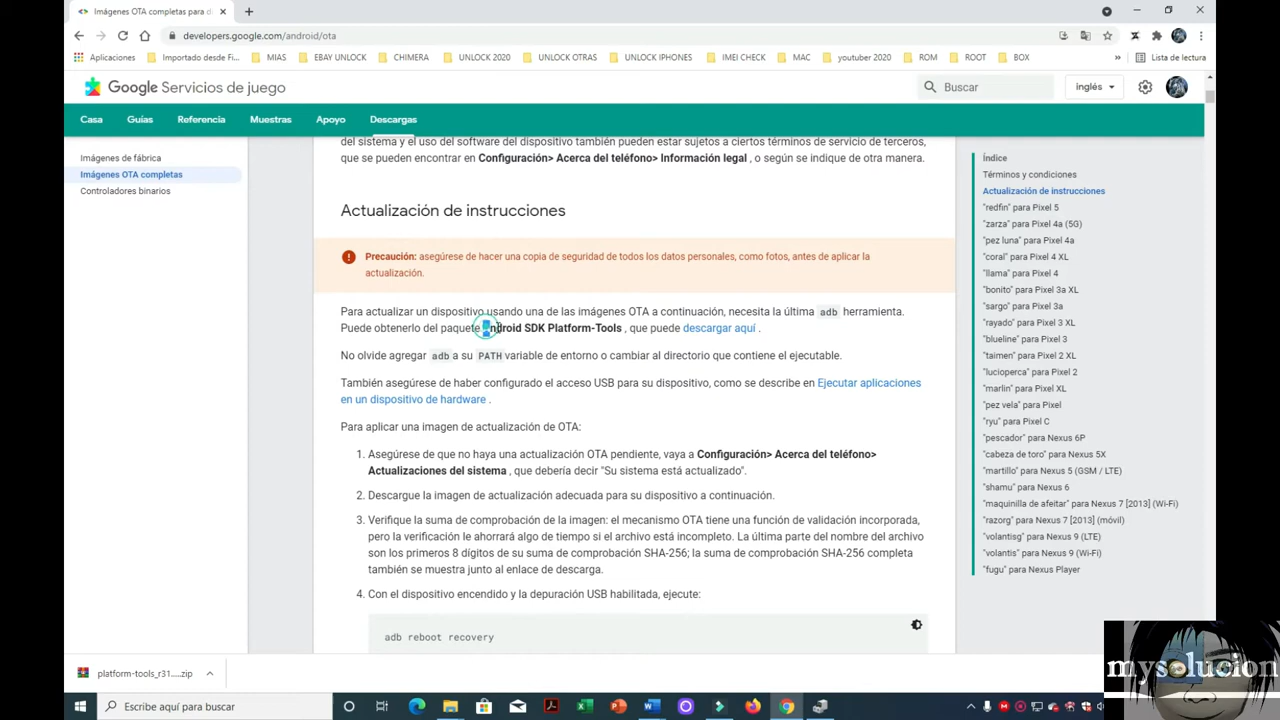 Imágenes OTA completas para di
developers.google.com/android/ota
Aplicaciones
Importado desde Fi...
MIAS
EBAY UNLOCK
CHIMERA
UNLOCK 2020
UNLOCK OTRAS
UNLOCK IPHONES
IMEI CHECK
MAC
youtuber 2020
ROM
ROOT
BOX
»
Lista de lectura
Google Servicios de juego
Buscar
inglés
Casa
Guías
Referencia
Muestras
Apoyo
Descargas
Imágenes de fábrica
Imágenes OTA completas
Controladores binarios
del sistema y el uso del software del dispositivo también pueden estar sujetos a ciertos términos de servicio de terceros,
que se pueden encontrar en Configuración> Acerca del teléfono> Información legal , o según se indique de otra manera.
Actualización de instrucciones
Precaución: asegúrese de hacer una copia de seguridad de todos los datos personales, como fotos, antes de aplicar la
actualización.
Para actualizar un dispositivo usando una de las imágenes OTA a continuación, necesita la última adb herramienta.
Puede obtenerlo del paquete Android SDK Platform-Tools , que puede descargar aquí .
No olvide agregar adb a su PATH variable de entorno o cambiar al directorio que contiene el ejecutable.
También asegúrese de haber configurado el acceso USB para su dispositivo, como se describe en Ejecutar aplicaciones
en un dispositivo de hardware .
Para aplicar una imagen de actualización de OTA:
1. Asegúrese de que no haya una actualización OTA pendiente, vaya a Configuración> Acerca del teléfono>
Actualizaciones del sistema , que debería decir "Su sistema está actualizado".
2. Descargue la imagen de actualización adecuada para su dispositivo a continuación.
3. Verifique la suma de comprobación de la imagen: el mecanismo OTA tiene una función de validación incorporada,
pero la verificación le ahorrará algo de tiempo si el archivo está incompleto. La última parte del nombre del archivo
son los primeros 8 dígitos de su suma de comprobación SHA-256; la suma de comprobación SHA-256 completa
también se muestra junto al enlace de descarga.
4. Con el dispositivo encendido y la depuración USB habilitada, ejecute:
adb reboot recovery
Índice
Términos y condiciones
Actualización de instrucciones
"redfin" para Pixel 5
"zarza" para Pixel 4a (5G)
"pez luna" para Pixel 4a
"coral" para Pixel 4 XL
"llama" para Pixel 4
"bonito" para Pixel 3a XL
"sargo" para Pixel 3a
"rayado" para Pixel 3 XL
"blueline" para Pixel 3
"taimen" para Pixel 2 XL
"lucioperca" para Pixel 2
"marlin" para Pixel XL
"pez vela" para Pixel
"ryu" para Pixel C
"pescador" para Nexus 6P
"cabeza de toro" para Nexus 5X
"martillo" para Nexus 5 (GSM / LTE)
"shamu" para Nexus 6
"maquinilla de afeitar" para Nexus 7 [2013] (Wi-Fi)
"razorg" para Nexus 7 [2013] (móvil)
"volantisg" para Nexus 9 (LTE)
"volantis" para Nexus 9 (Wi-Fi)
"fugu" para Nexus Player
platform-tools_r31.....zip
mysolucion
Escribe aquí para buscar